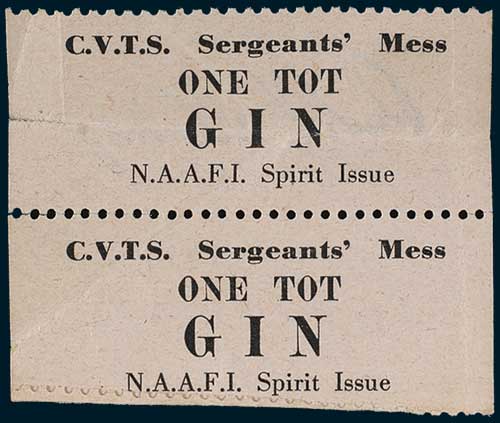 C.V.T.S. Sergeants' Mess
ONE TOT
GIN
N.A.A.F.I. Spirit Issue
C.V.T.S. Sergeants' Mess
ONE TOT
GIN
N.A.A.F.I. Spirit Issue